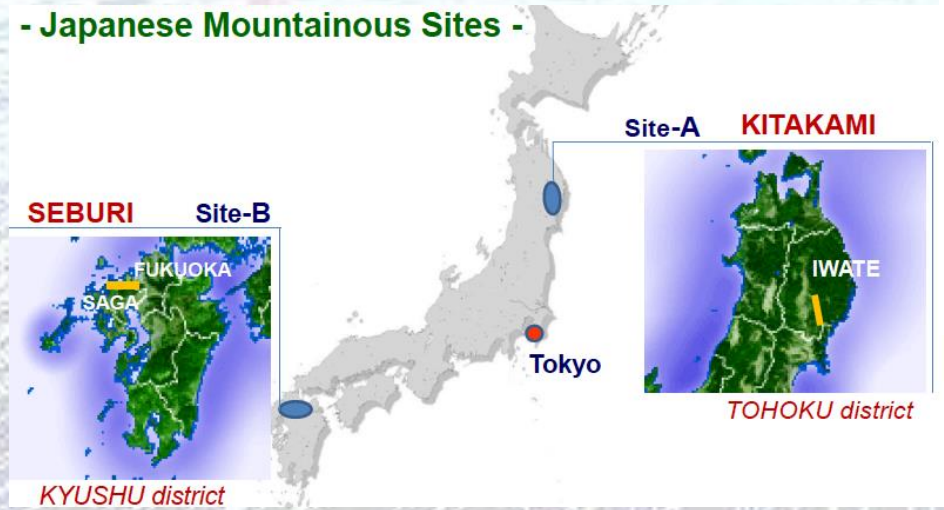 - Japanese Mountainous Sites -
Site-A KITAKAMI
SEBURI Site-B
FUKUOKA
SAGA
IWATE
Tokyo
TOHOKU district
KYUSHU district